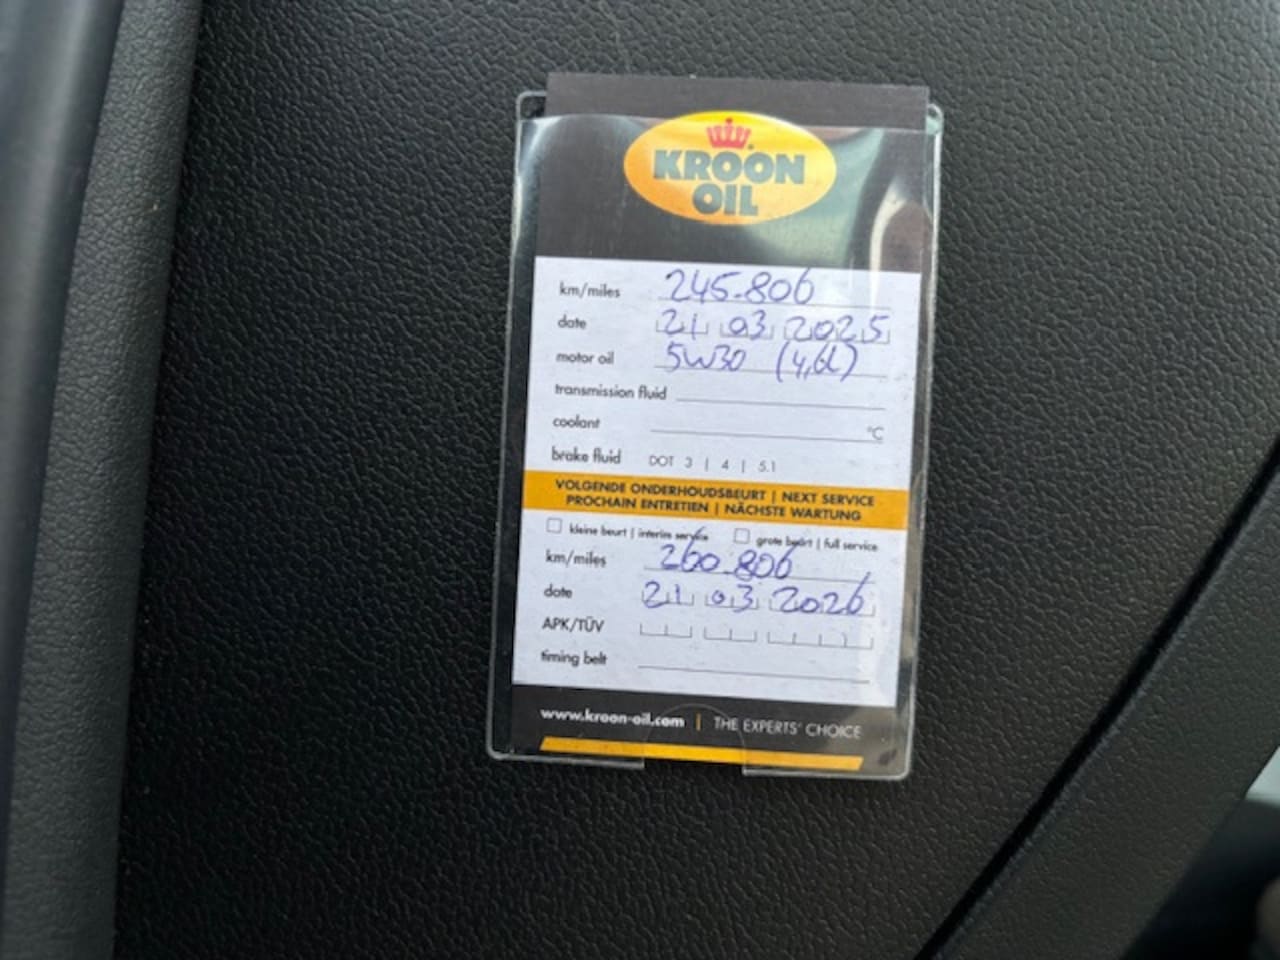 KROON
OIL
km/miles 245.806
date 21 03 2025
motor oil 5W30 (4,6L)
transmission fluid
coolant °C
brake fluid DOT 3 | 4 | 5.1
VOLGENDE ONDERHOUDSBEURT | NEXT SERVICE
PROCHAIN ENTRETIEN | NÄCHSTE WARTUNG
kleine beurt | interim service grote beurt | full service
km/miles 260.806
date 21 03 2026
APK/TÜV
timing belt
www.kroon-oil.com | THE EXPERTS' CHOICE